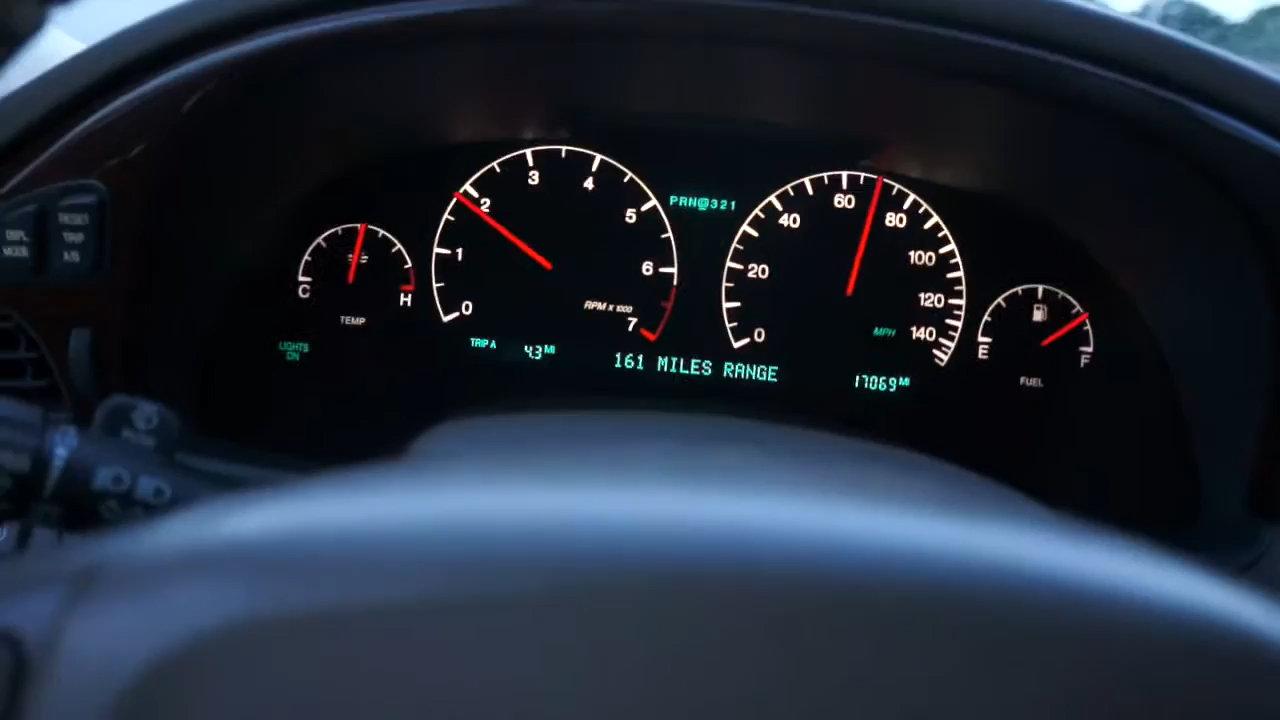 DSPL
MODE
RESET
TRIP
A/B
C
H
TEMP
LIGHTS
ON
0
1
2
3
4
5
6
7
RPM x 1000
TRIP A 4.3 MI
PRN@321
161 MILES RANGE
0
20
40
60
80
100
120
140
MPH
17069 MI
E
F
FUEL